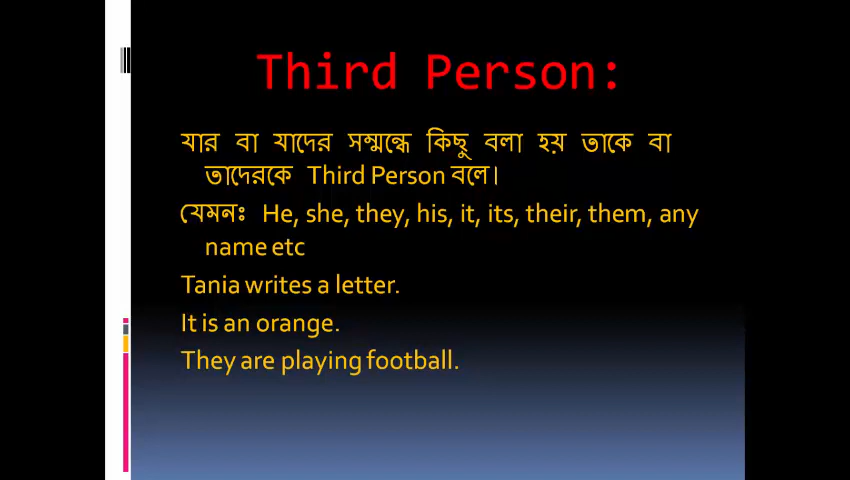 Third Person:
যার বা যাদের সম্মন্ধে কিছু বলা হয় তাকে বা
তাদেরকে Third Person বলে।
যেমনঃ He, she, they, his, it, its, their, them, any
name etc
Tania writes a letter.
It is an orange.
They are playing football.